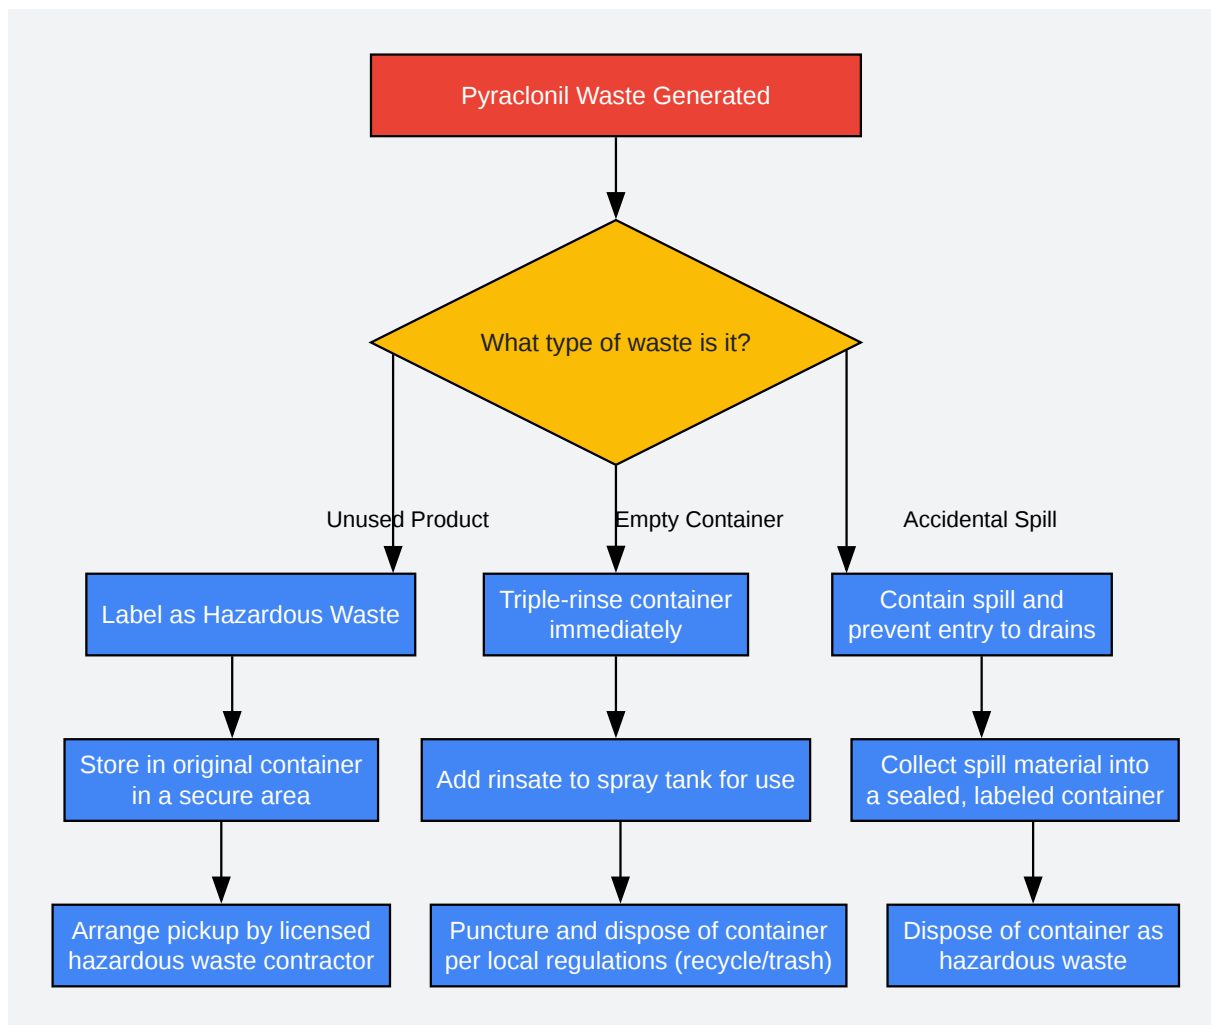 Pyraclonil Waste Generated
What type of waste is it?
Unused Product
Empty Container
Accidental Spill
Label as Hazardous Waste
Triple-rinse container
immediately
Contain spill and
prevent entry to drains
Store in original container
in a secure area
Add rinsate to spray tank for use
Collect spill material into
a sealed, labeled container
Arrange pickup by licensed
hazardous waste contractor
Puncture and dispose of container
per local regulations (recycle/trash)
Dispose of container as
hazardous waste